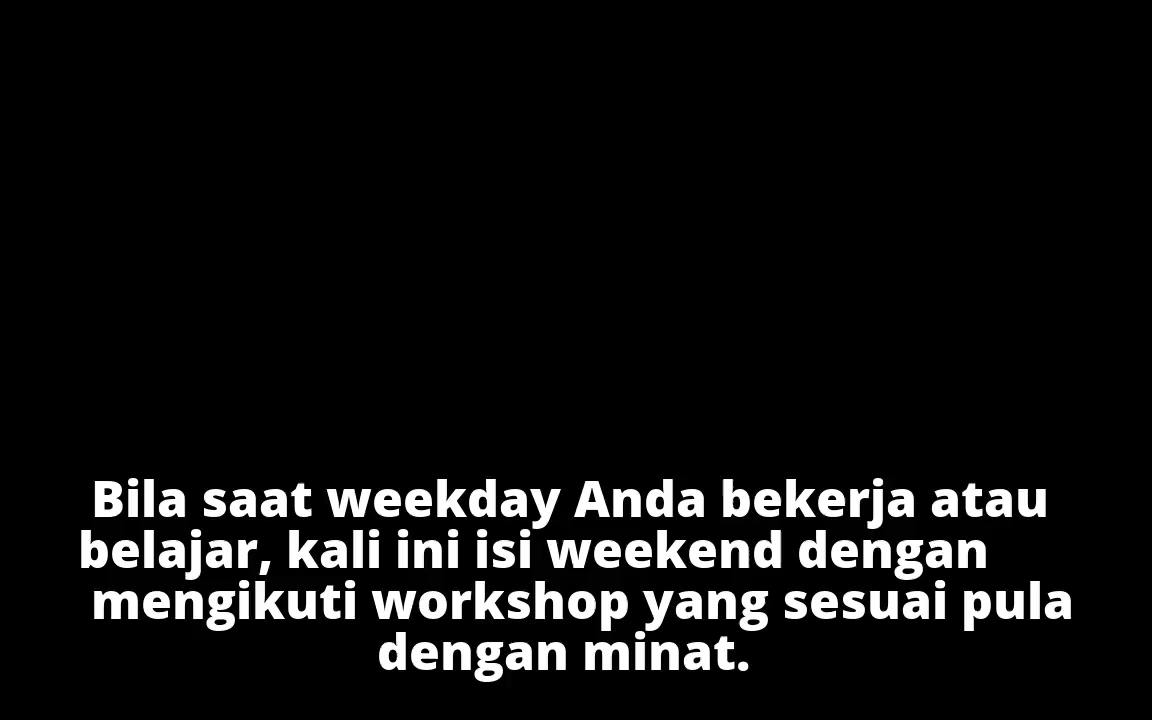 Bila saat weekday Anda bekerja atau
belajar, kali ini isi weekend dengan
mengikuti workshop yang sesuai pula
dengan minat.